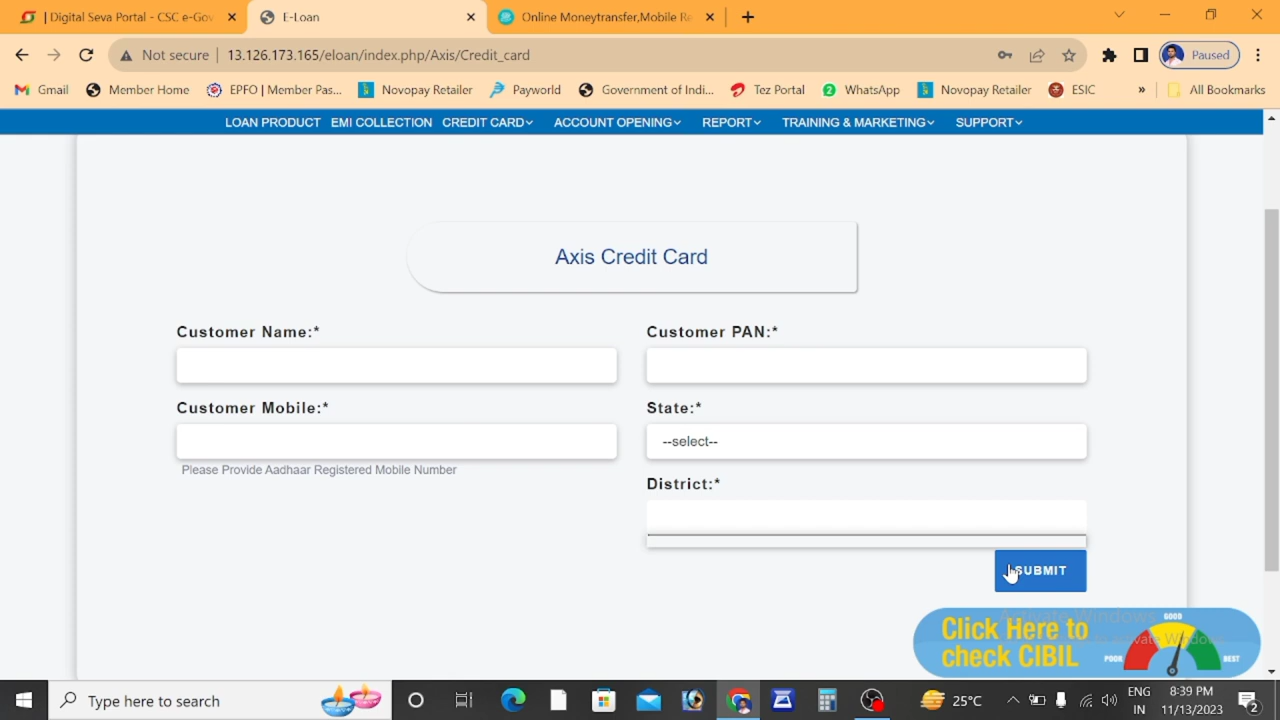 | Digital Seva Portal - CSC e-Gov
E-Loan
Online Moneytransfer,Mobile Re
Not secure
13.126.173.165/eloan/index.php/Axis/Credit_card
Paused
Gmail
Member Home
EPFO | Member Pas...
Novopay Retailer
Payworld
Government of Indi...
Tez Portal
WhatsApp
Novopay Retailer
ESIC
»
All Bookmarks
LOAN PRODUCT
EMI COLLECTION
CREDIT CARD
ACCOUNT OPENING
REPORT
TRAINING & MARKETING
SUPPORT
Axis Credit Card
Customer Name:*
Customer PAN:*
Customer Mobile:*
State:*
--select--
Please Provide Aadhaar Registered Mobile Number
District:*
SUBMIT
Activate Windows
Click Here to
check CIBIL
POOR
GOOD
BEST
Type here to search
25°C
ENG
IN
8:39 PM
11/13/2023
2